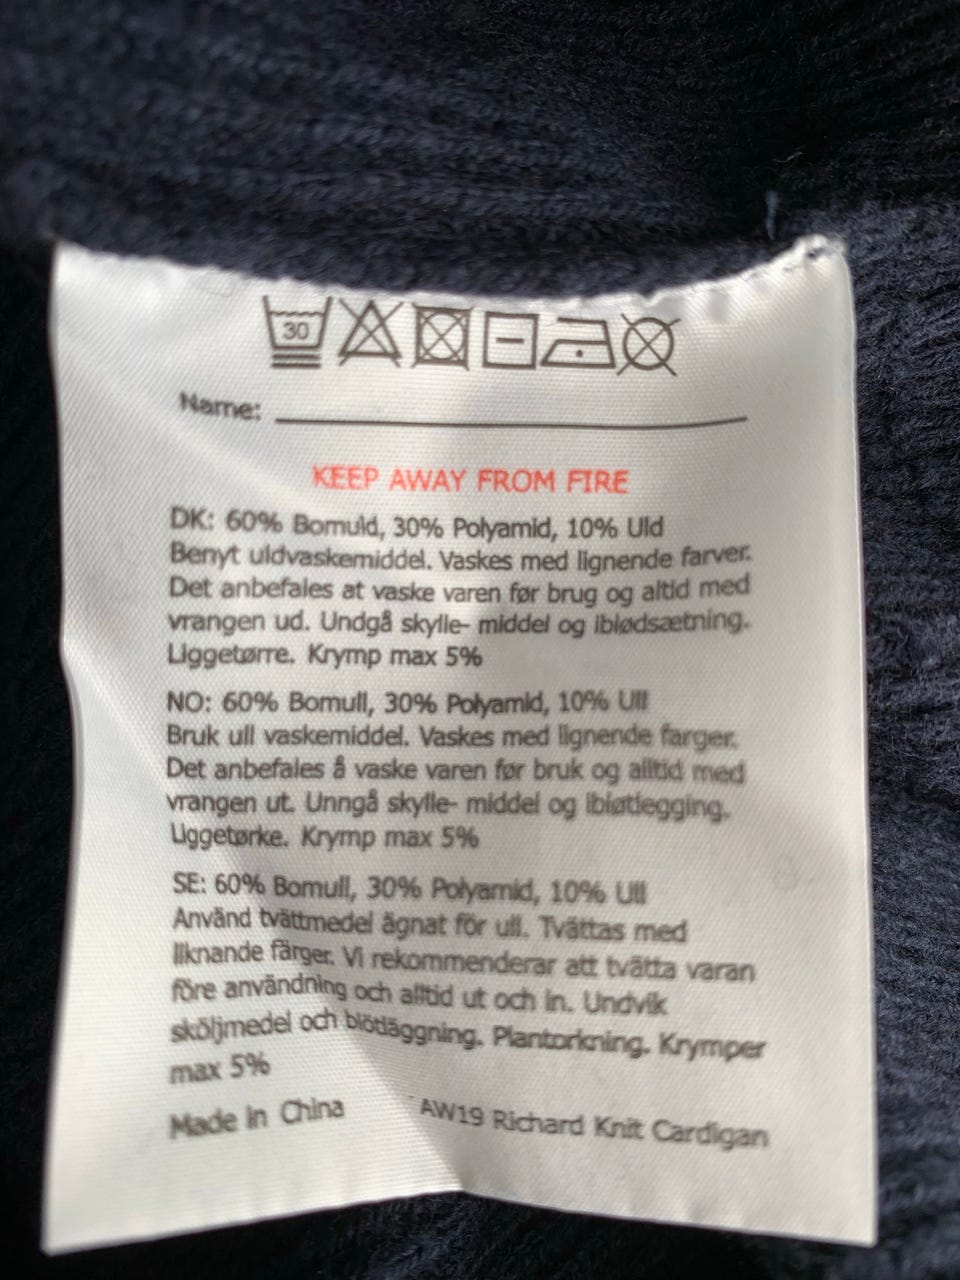 30
Name:
KEEP AWAY FROM FIRE
DK: 60% Bomuld, 30% Polyamid, 10% Uld
Benyt uldvaskemiddel. Vaskes med lignende farver.
Det anbefales at vaske varen før brug og altid med
vrangen ud. Undgå skylle- middel og iblødsætning.
Liggetørre. Krymp max 5%
NO: 60% Bomull, 30% Polyamid, 10% Ull
Bruk ull vaskemiddel. Vaskes med lignende farger.
Det anbefales å vaske varen før bruk og alltid med
vrangen ut. Unngå skylle- middel og ibløtlegging.
Liggetørke. Krymp max 5%
SE: 60% Bomull, 30% Polyamid, 10% Ull
Använd tvättmedel ägnat för ull. Tvättas med
liknande färger. Vi rekommenderar att tvätta varan
före användning och alltid ut och in. Undvik
sköljmedel och blötläggning. Plantorkning. Krymper
max 5%
Made in China AW19 Richard Knit Cardigan